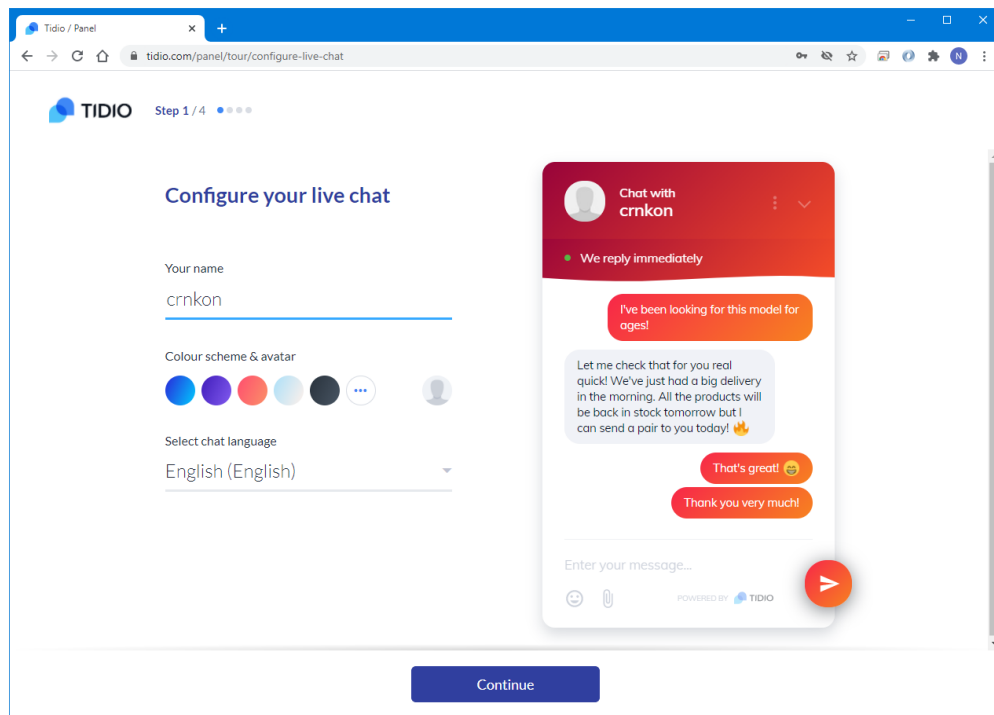 Tidio / Panel
tidio.com/panel/tour/configure-live-chat
N
TIDIO
Step 1 / 4
Configure your live chat
Your name
crnkon
Colour scheme & avatar
Select chat language
English (English)
Chat with
crnkon
We reply immediately
I've been looking for this model for
ages!
Let me check that for you real
quick! We've just had a big delivery
in the morning. All the products will
be back in stock tomorrow but I
can send a pair to you today! 🔥
That's great! 😁
Thank you very much!
Enter your message...
POWERED BY TIDIO
Continue